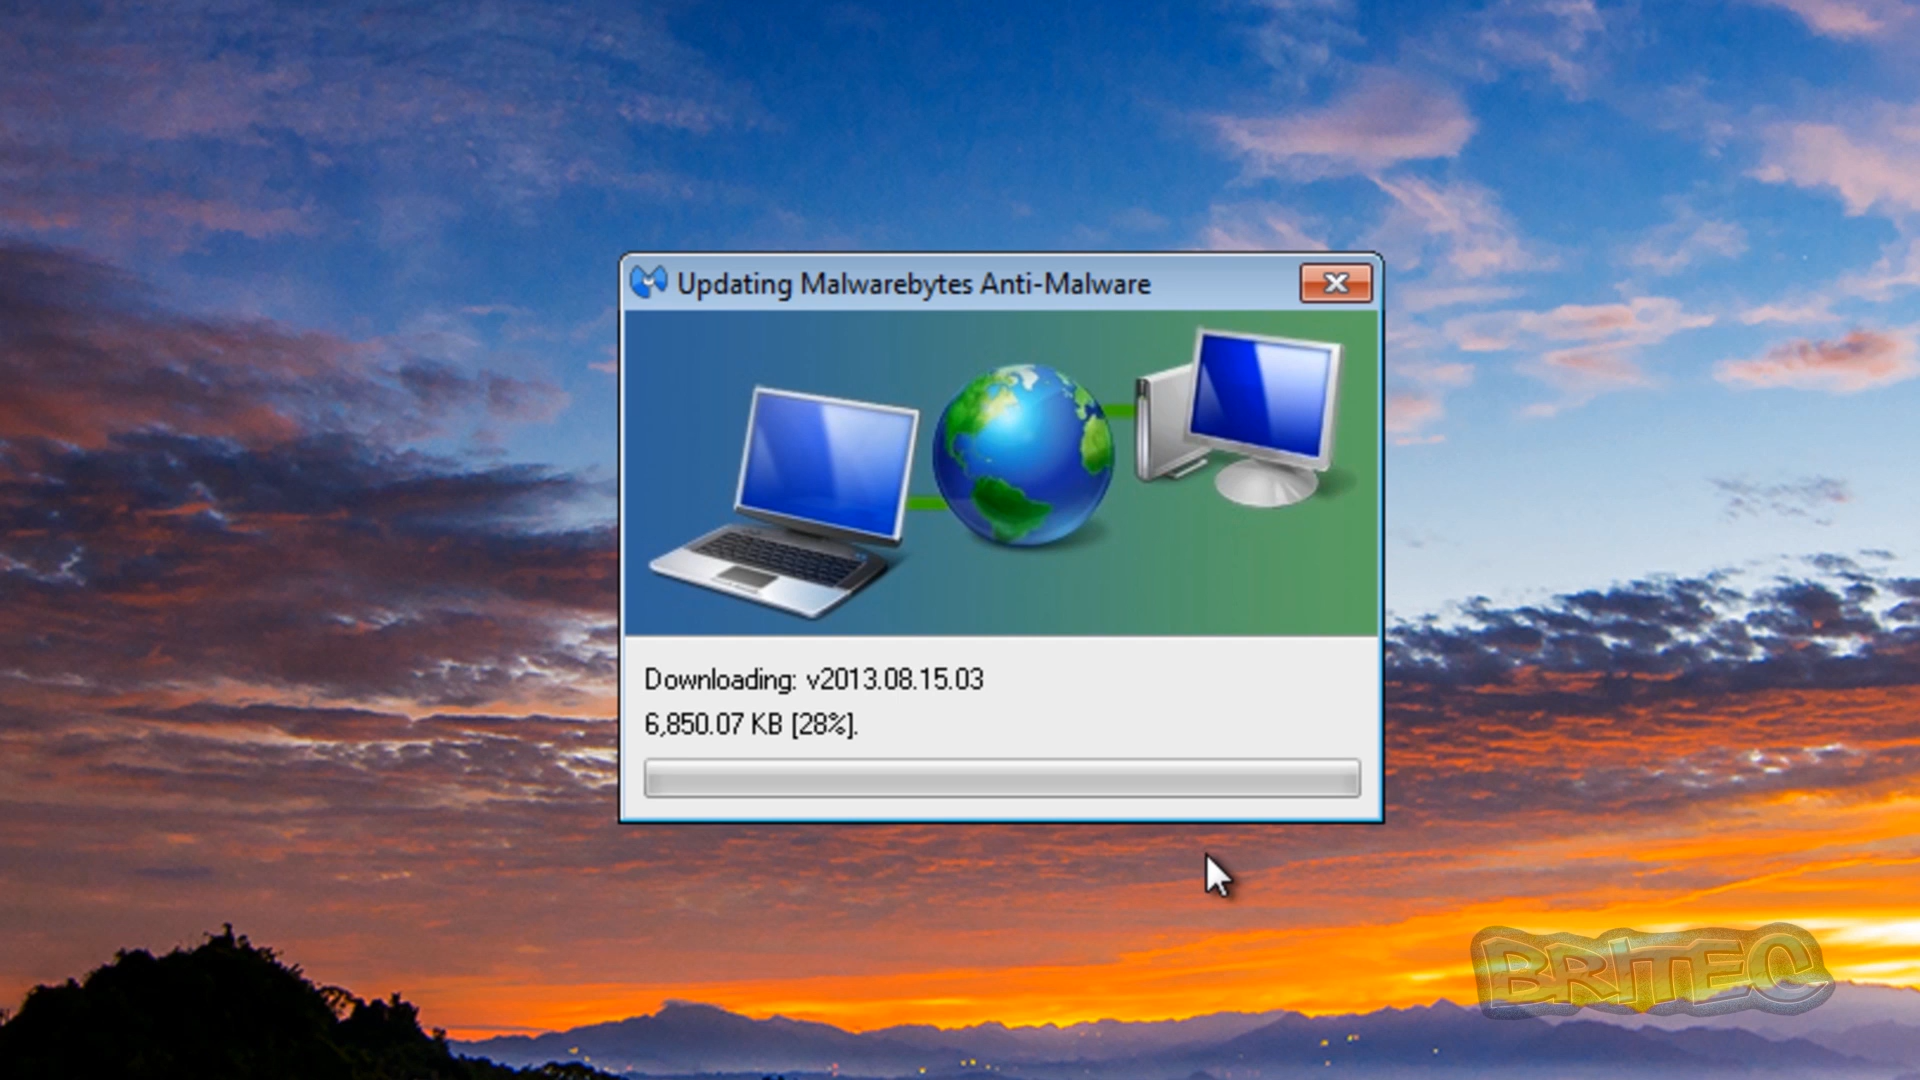 Updating Malwarebytes Anti-Malware
Downloading: v2013.08.15.03
6,850.07 KB [28%].
BRITEC